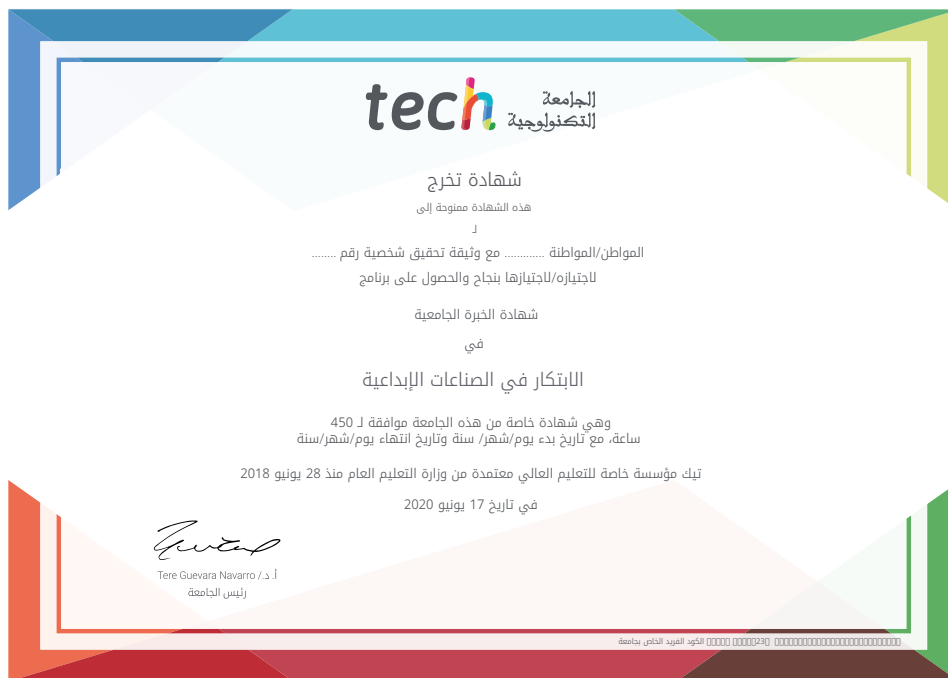 tech الجامعة
التكنولوجية
شهادة تخرج
هذه الشهادة ممنوحة إلى
لـ
المواطن/المواطنة ............ مع وثيقة تحقيق شخصية رقم ........
لاجتيازه/لاجتيازها بنجاح والحصول على برنامج
شهادة الخبرة الجامعية
في
الابتكار في الصناعات الإبداعية
وهي شهادة خاصة من هذه الجامعة موافقة لـ 450
ساعة، مع تاريخ بدء يوم/شهر/ سنة وتاريخ انتهاء يوم/شهر/سنة
تيك مؤسسة خاصة للتعليم العالي معتمدة من وزارة التعليم العام منذ 28 يونيو 2018
في تاريخ 17 يونيو 2020
أ. د./ Tere Guevara Navarro
رئيس الجامعة
الكود الفريد الخاص بجامعة 23